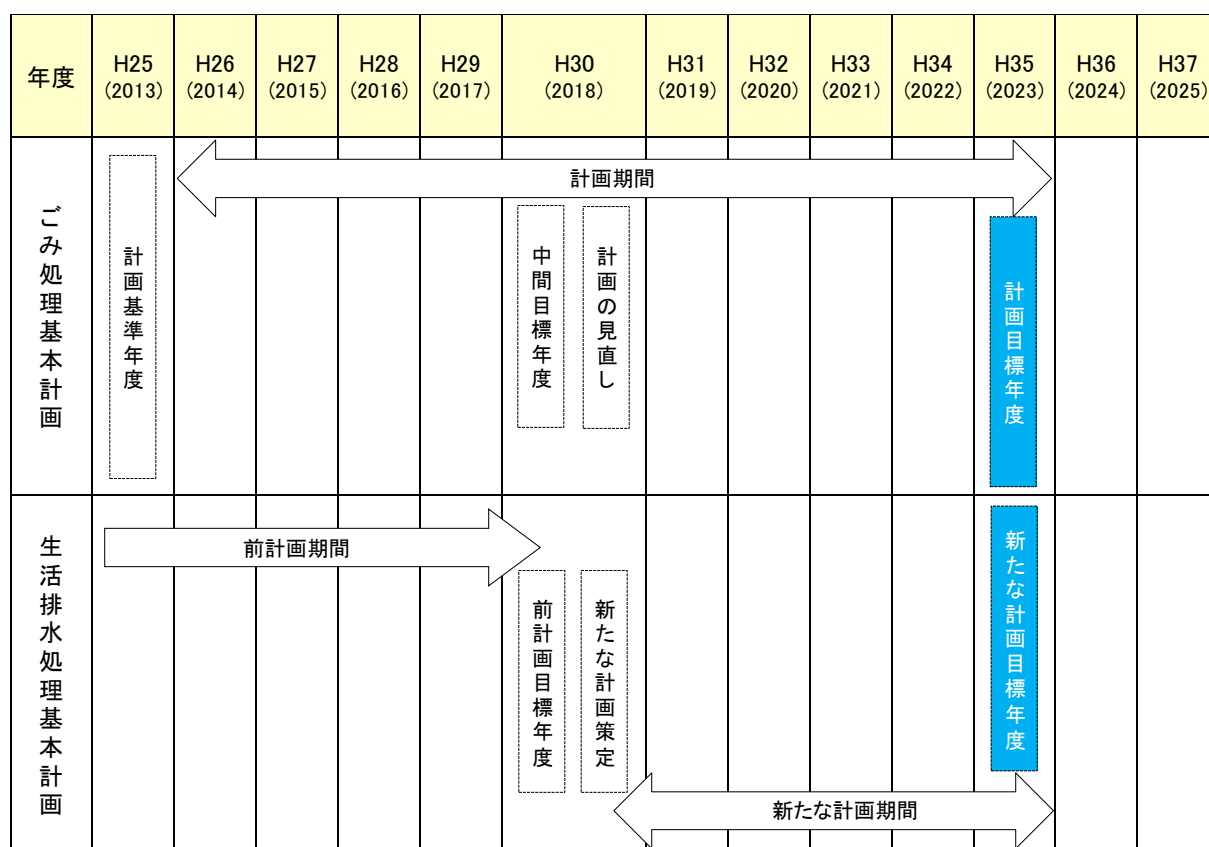 年度
H25
(2013)
H26
(2014)
H27
(2015)
H28
(2016)
H29
(2017)
H30
(2018)
H31
(2019)
H32
(2020)
H33
(2021)
H34
(2022)
H35
(2023)
H36
(2024)
H37
(2025)
ごみ処理基本計画
計画期間
計画基準年度
中間目標年度
計画の見直し
計画目標年度
生活排水処理基本計画
前計画期間
前計画目標年度
新たな計画策定
新たな計画目標年度
新たな計画期間